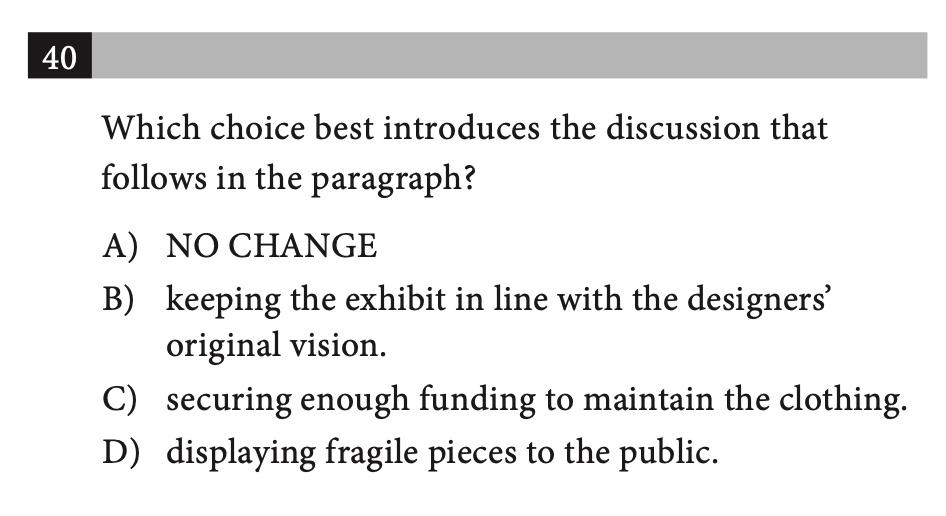 40
Which choice best introduces the discussion that
follows in the paragraph?
A) NO CHANGE
B) keeping the exhibit in line with the designers’
original vision.
C) securing enough funding to maintain the clothing.
D) displaying fragile pieces to the public.